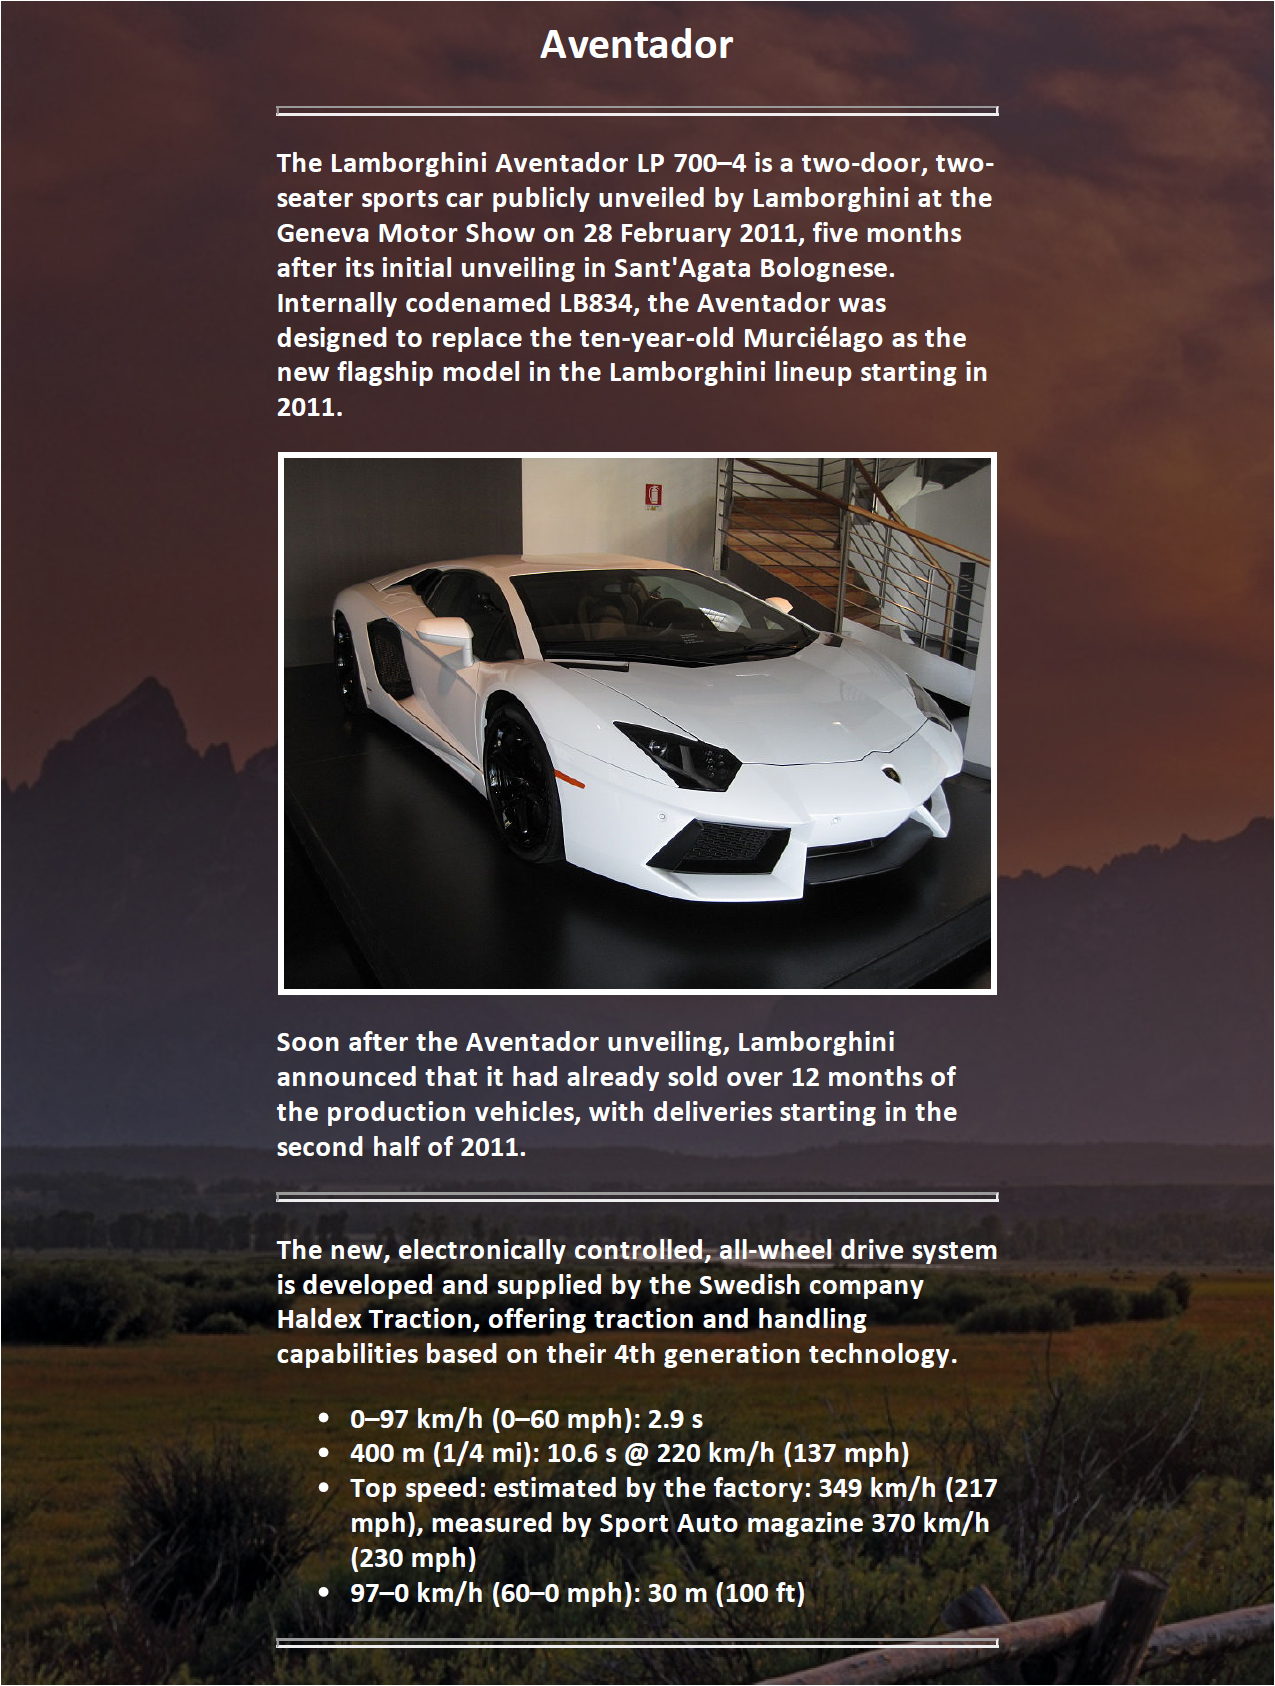 Aventador
The Lamborghini Aventador LP 700–4 is a two-door, two-
seater sports car publicly unveiled by Lamborghini at the
Geneva Motor Show on 28 February 2011, five months
after its initial unveiling in Sant'Agata Bolognese.
Internally codenamed LB834, the Aventador was
designed to replace the ten-year-old Murciélago as the
new flagship model in the Lamborghini lineup starting in
2011.
Soon after the Aventador unveiling, Lamborghini
announced that it had already sold over 12 months of
the production vehicles, with deliveries starting in the
second half of 2011.
The new, electronically controlled, all-wheel drive system
is developed and supplied by the Swedish company
Haldex Traction, offering traction and handling
capabilities based on their 4th generation technology.
• 0–97 km/h (0–60 mph): 2.9 s
• 400 m (1/4 mi): 10.6 s @ 220 km/h (137 mph)
• Top speed: estimated by the factory: 349 km/h (217
mph), measured by Sport Auto magazine 370 km/h
(230 mph)
• 97–0 km/h (60–0 mph): 30 m (100 ft)